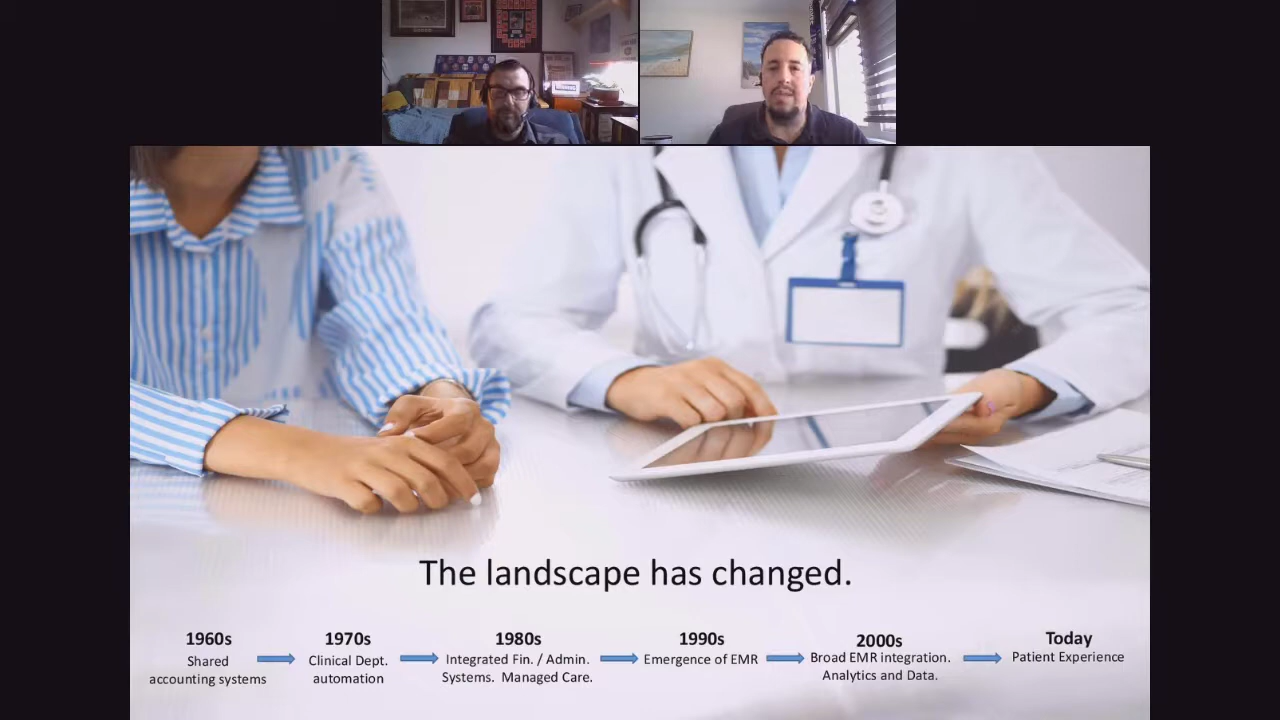 The landscape has changed.
1960s
Shared
accounting systems
1970s
Clinical Dept.
automation
1980s
Integrated Fin. / Admin.
Systems. Managed Care.
1990s
Emergence of EMR
2000s
Broad EMR integration.
Analytics and Data.
Today
Patient Experience